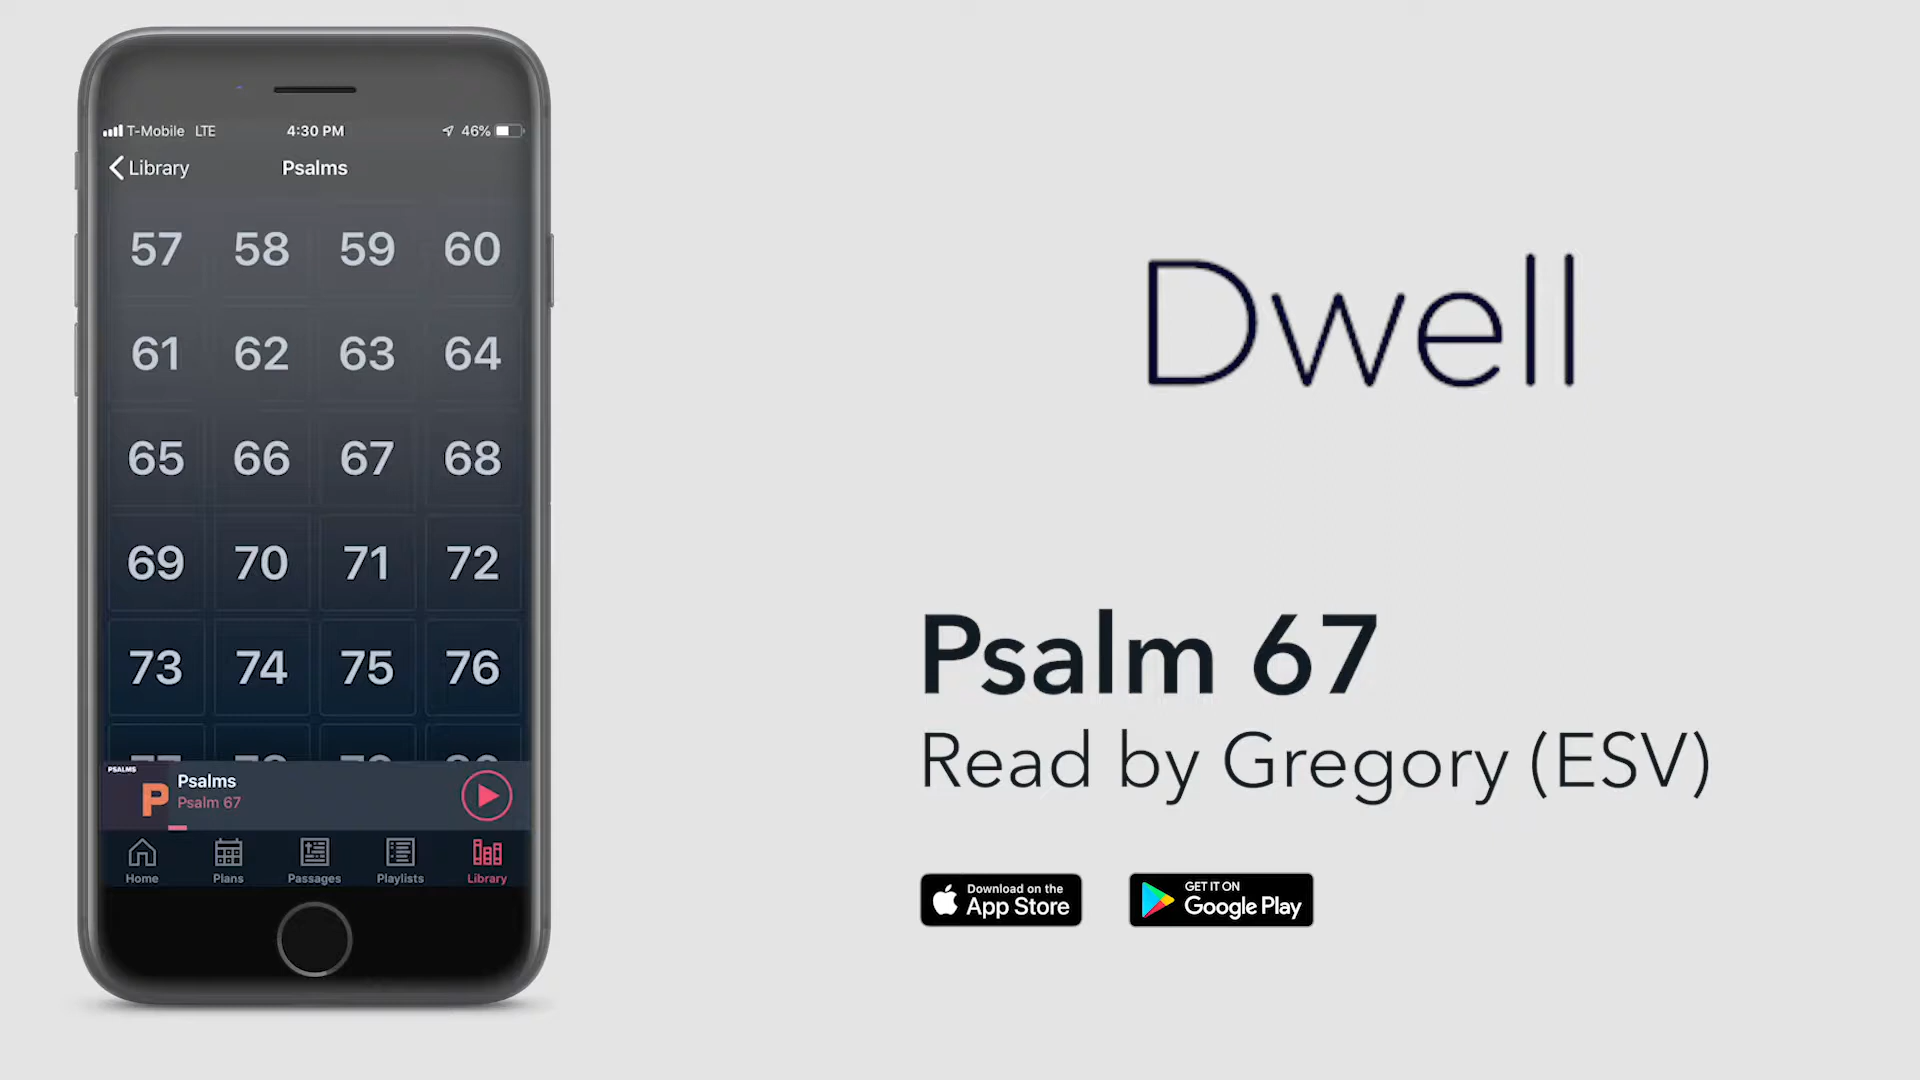 T-Mobile LTE 4:30 PM 46%
Library Psalms
57 58 59 60
61 62 63 64
65 66 67 68
69 70 71 72
73 74 75 76
PSALMS
P
Psalms
Psalm 67
Home Plans Passages Playlists Library
Dwell
Psalm 67
Read by Gregory (ESV)
Download on the
App Store
GET IT ON
Google Play